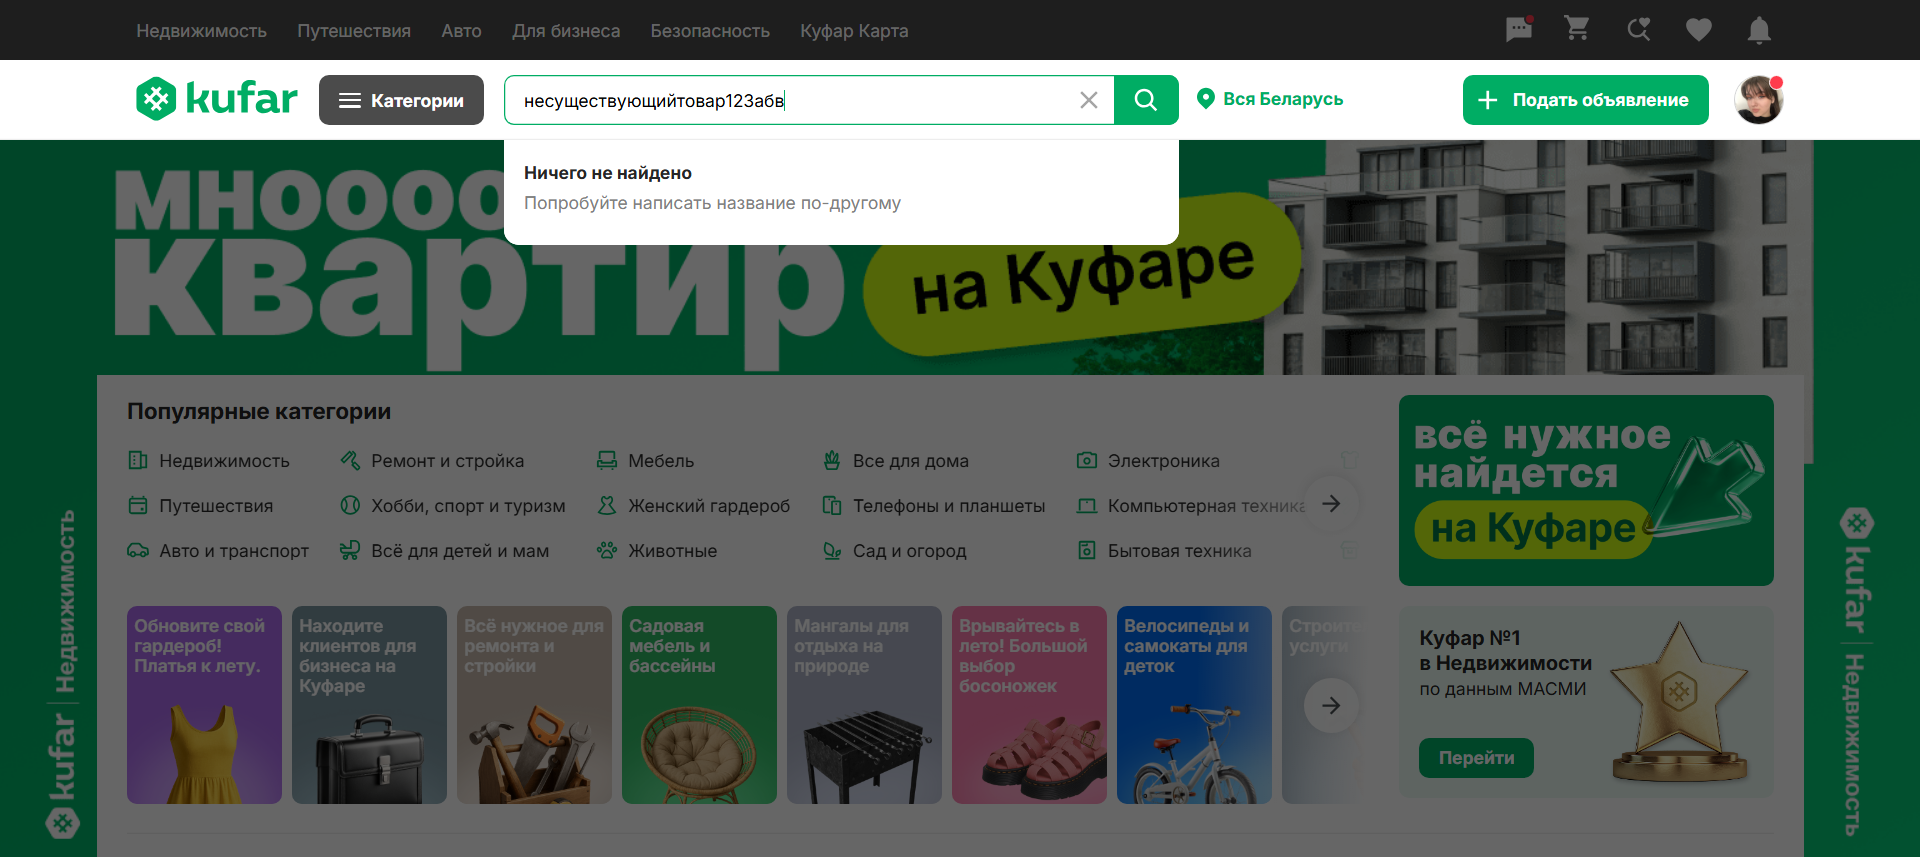 Недвижимость
Путешествия
Авто
Для бизнеса
Безопасность
Куфар Карта
kufar
Категории
несуществующийтовар123абв
Вся Беларусь
Подать объявление
Ничего не найдено
Попробуйте написать название по-другому
квартир
на Куфаре
Популярные категории
Недвижимость
Ремонт и стройка
Мебель
Все для дома
Электроника
Путешествия
Хобби, спорт и туризм
Женский гардероб
Телефоны и планшеты
Компьютерная техника
Авто и транспорт
Всё для детей и мам
Животные
Сад и огород
Бытовая техника
всё нужное
найдется
на Куфаре
Обновите свой
гардероб!
Платья к лету.
Находите
клиентов для
бизнеса на
Куфаре
Всё нужное для
ремонта и
стройки
Садовая
мебель и
бассейны
Мангалы для
отдыха на
природе
Врывайтесь в
лето! Большой
выбор
босоножек
Велосипеды и
самокаты для
деток
услуги
Куфар №1
в Недвижимости
по данным МАСМИ
Перейти
kufar | Недвижимость
kufar | Недвижимость